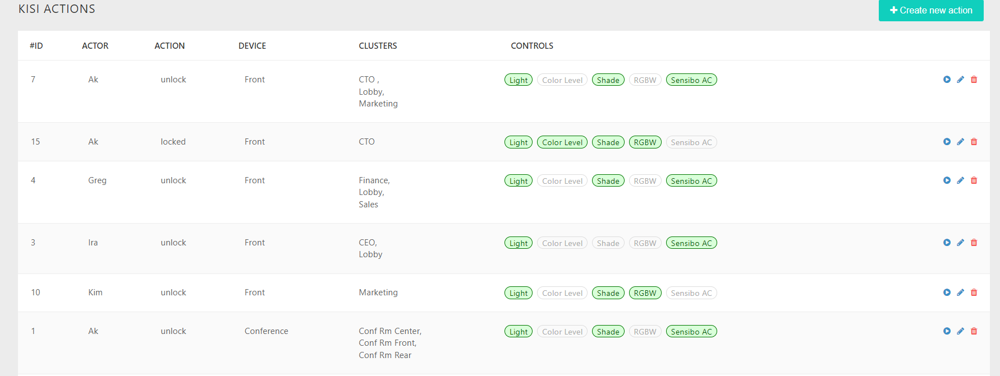 KISI ACTIONS
Create new action
#ID ACTOR ACTION DEVICE CLUSTERS CONTROLS
7 Ak unlock Front CTO , Light Color Level Shade RGBW Sensibo AC
Lobby,
Marketing
15 Ak locked Front CTO Light Color Level Shade RGBW Sensibo AC
4 Greg unlock Front Finance, Light Color Level Shade RGBW Sensibo AC
Lobby,
Sales
3 Ira unlock Front CEO, Light Color Level Shade RGBW Sensibo AC
Lobby
10 Kim unlock Front Marketing Light Color Level Shade RGBW Sensibo AC
1 Ak unlock Conference Conf Rm Center, Light Color Level Shade RGBW Sensibo AC
Conf Rm Front,
Conf Rm Rear